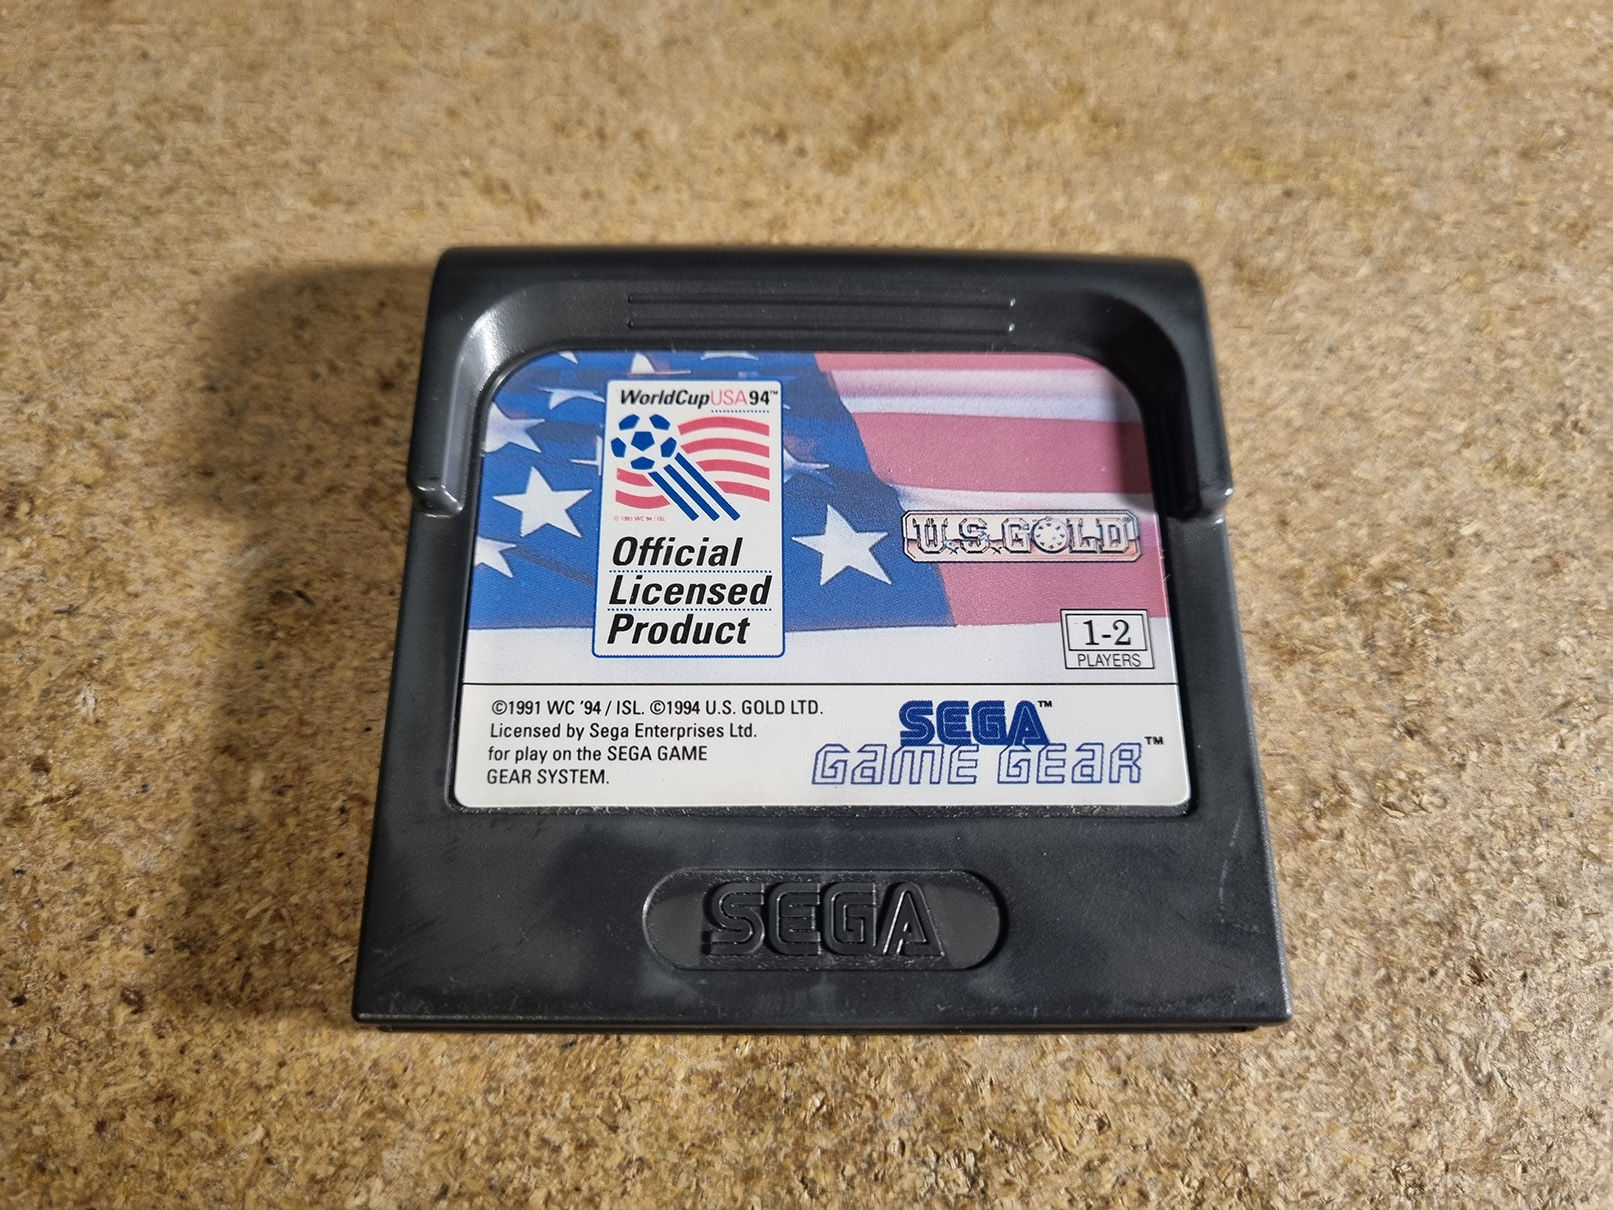 WorldCupUSA94™
© 1991 WC '94 / ISL
Official
Licensed
Product
U.S. GOLD®
1-2
PLAYERS
©1991 WC '94 / ISL. ©1994 U.S. GOLD LTD.
Licensed by Sega Enterprises Ltd.
for play on the SEGA GAME
GEAR SYSTEM.
SEGA™
GAME GEAR™
SEGA